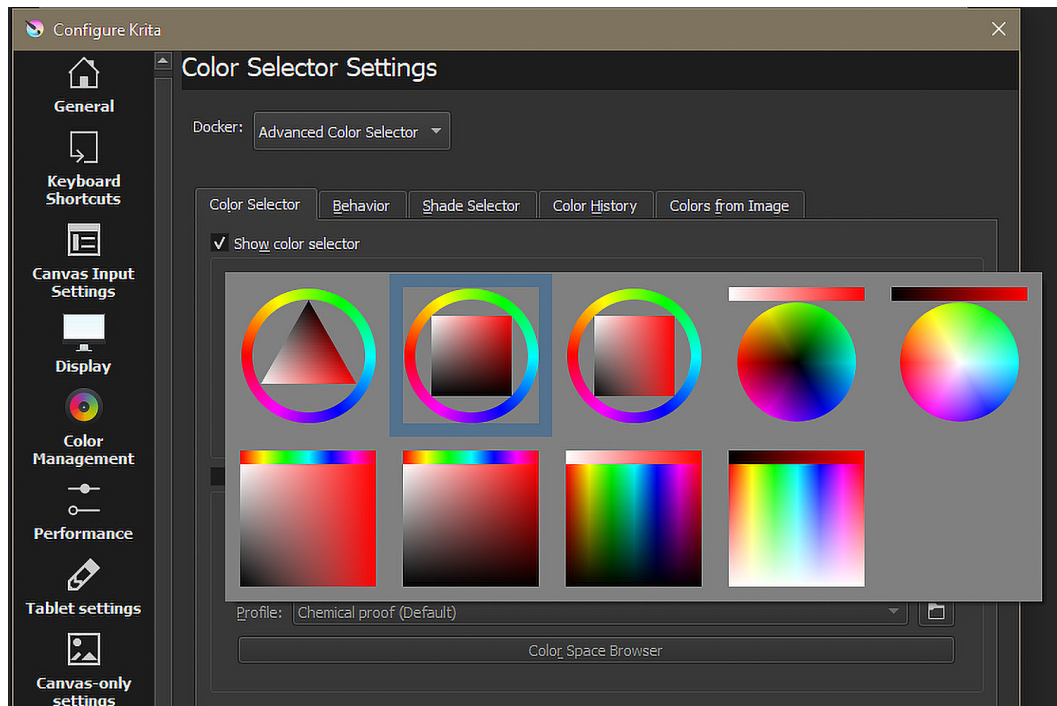 Configure Krita
General
Keyboard
Shortcuts
Canvas Input
Settings
Display
Color
Management
Performance
Tablet settings
Canvas-only
settings
Color Selector Settings
Docker: Advanced Color Selector
Color Selector Behavior Shade Selector Color History Colors from Image
Show color selector
Profile: Chemical proof (Default)
Color Space Browser